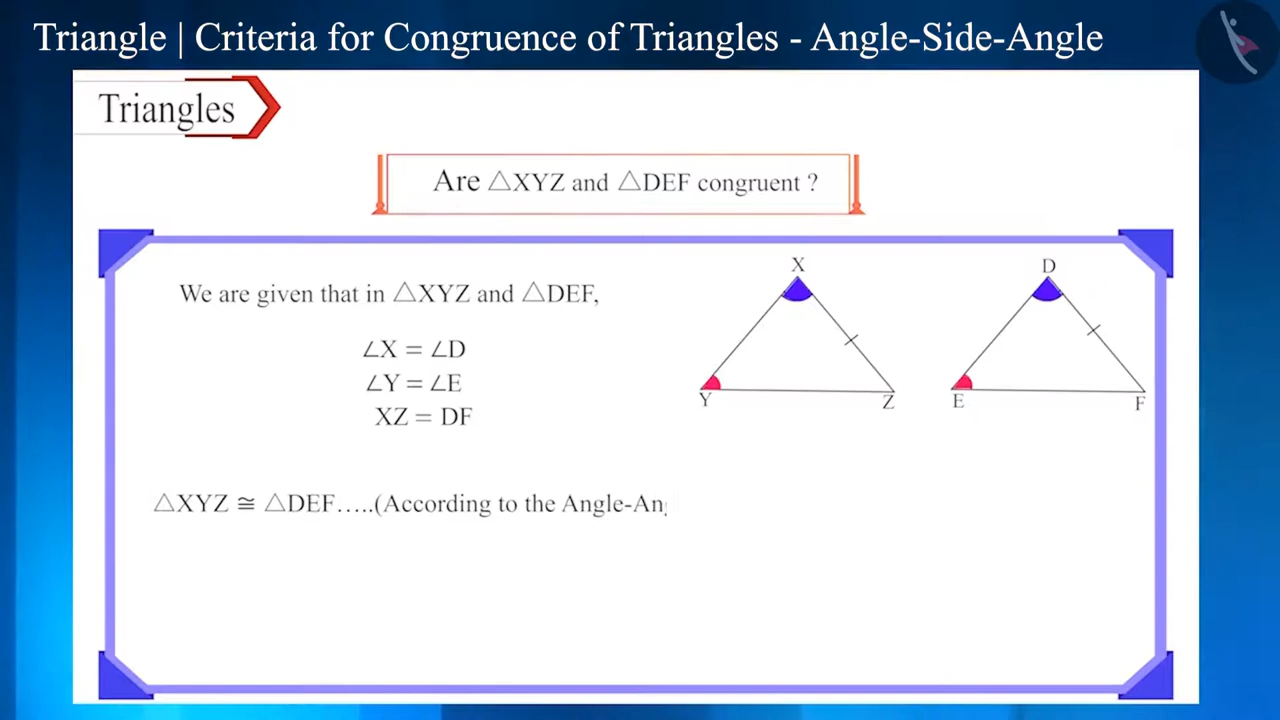 Triangle | Criteria for Congruence of Triangles - Angle-Side-Angle
Triangles
Are △XYZ and △DEF congruent ?
We are given that in △XYZ and △DEF,
∠X = ∠D
∠Y = ∠E
XZ = DF
X
Y
Z
D
E
F
△XYZ ≅ △DEF.....(According to the Angle-An